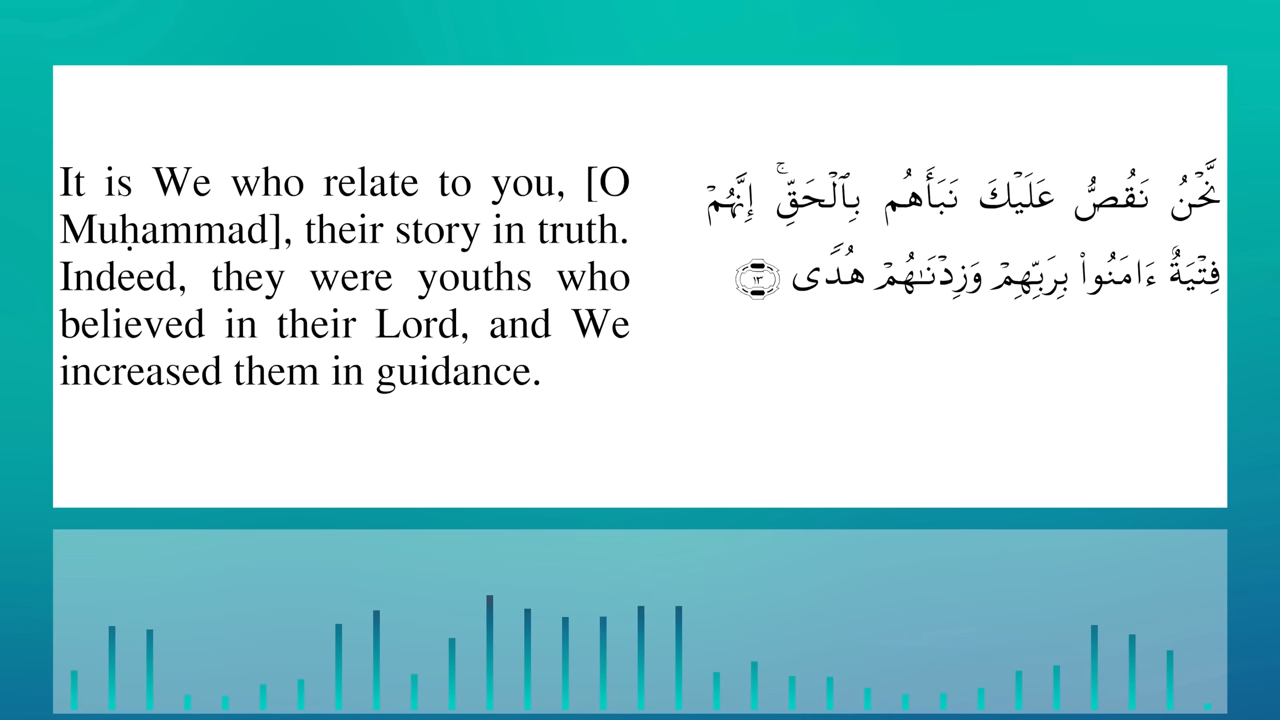 It is We who relate to you, [O
Muḥammad], their story in truth.
Indeed, they were youths who
believed in their Lord, and We
increased them in guidance.
نَّحۡنُ نَقُصُّ عَلَيۡكَ نَبَأَهُم بِٱلۡحَقِّۚ إِنَّهُمۡ
فِتۡيَةٌ ءَامَنُواْ بِرَبِّهِمۡ وَزِدۡنَٰهُمۡ هُدٗى ١٣